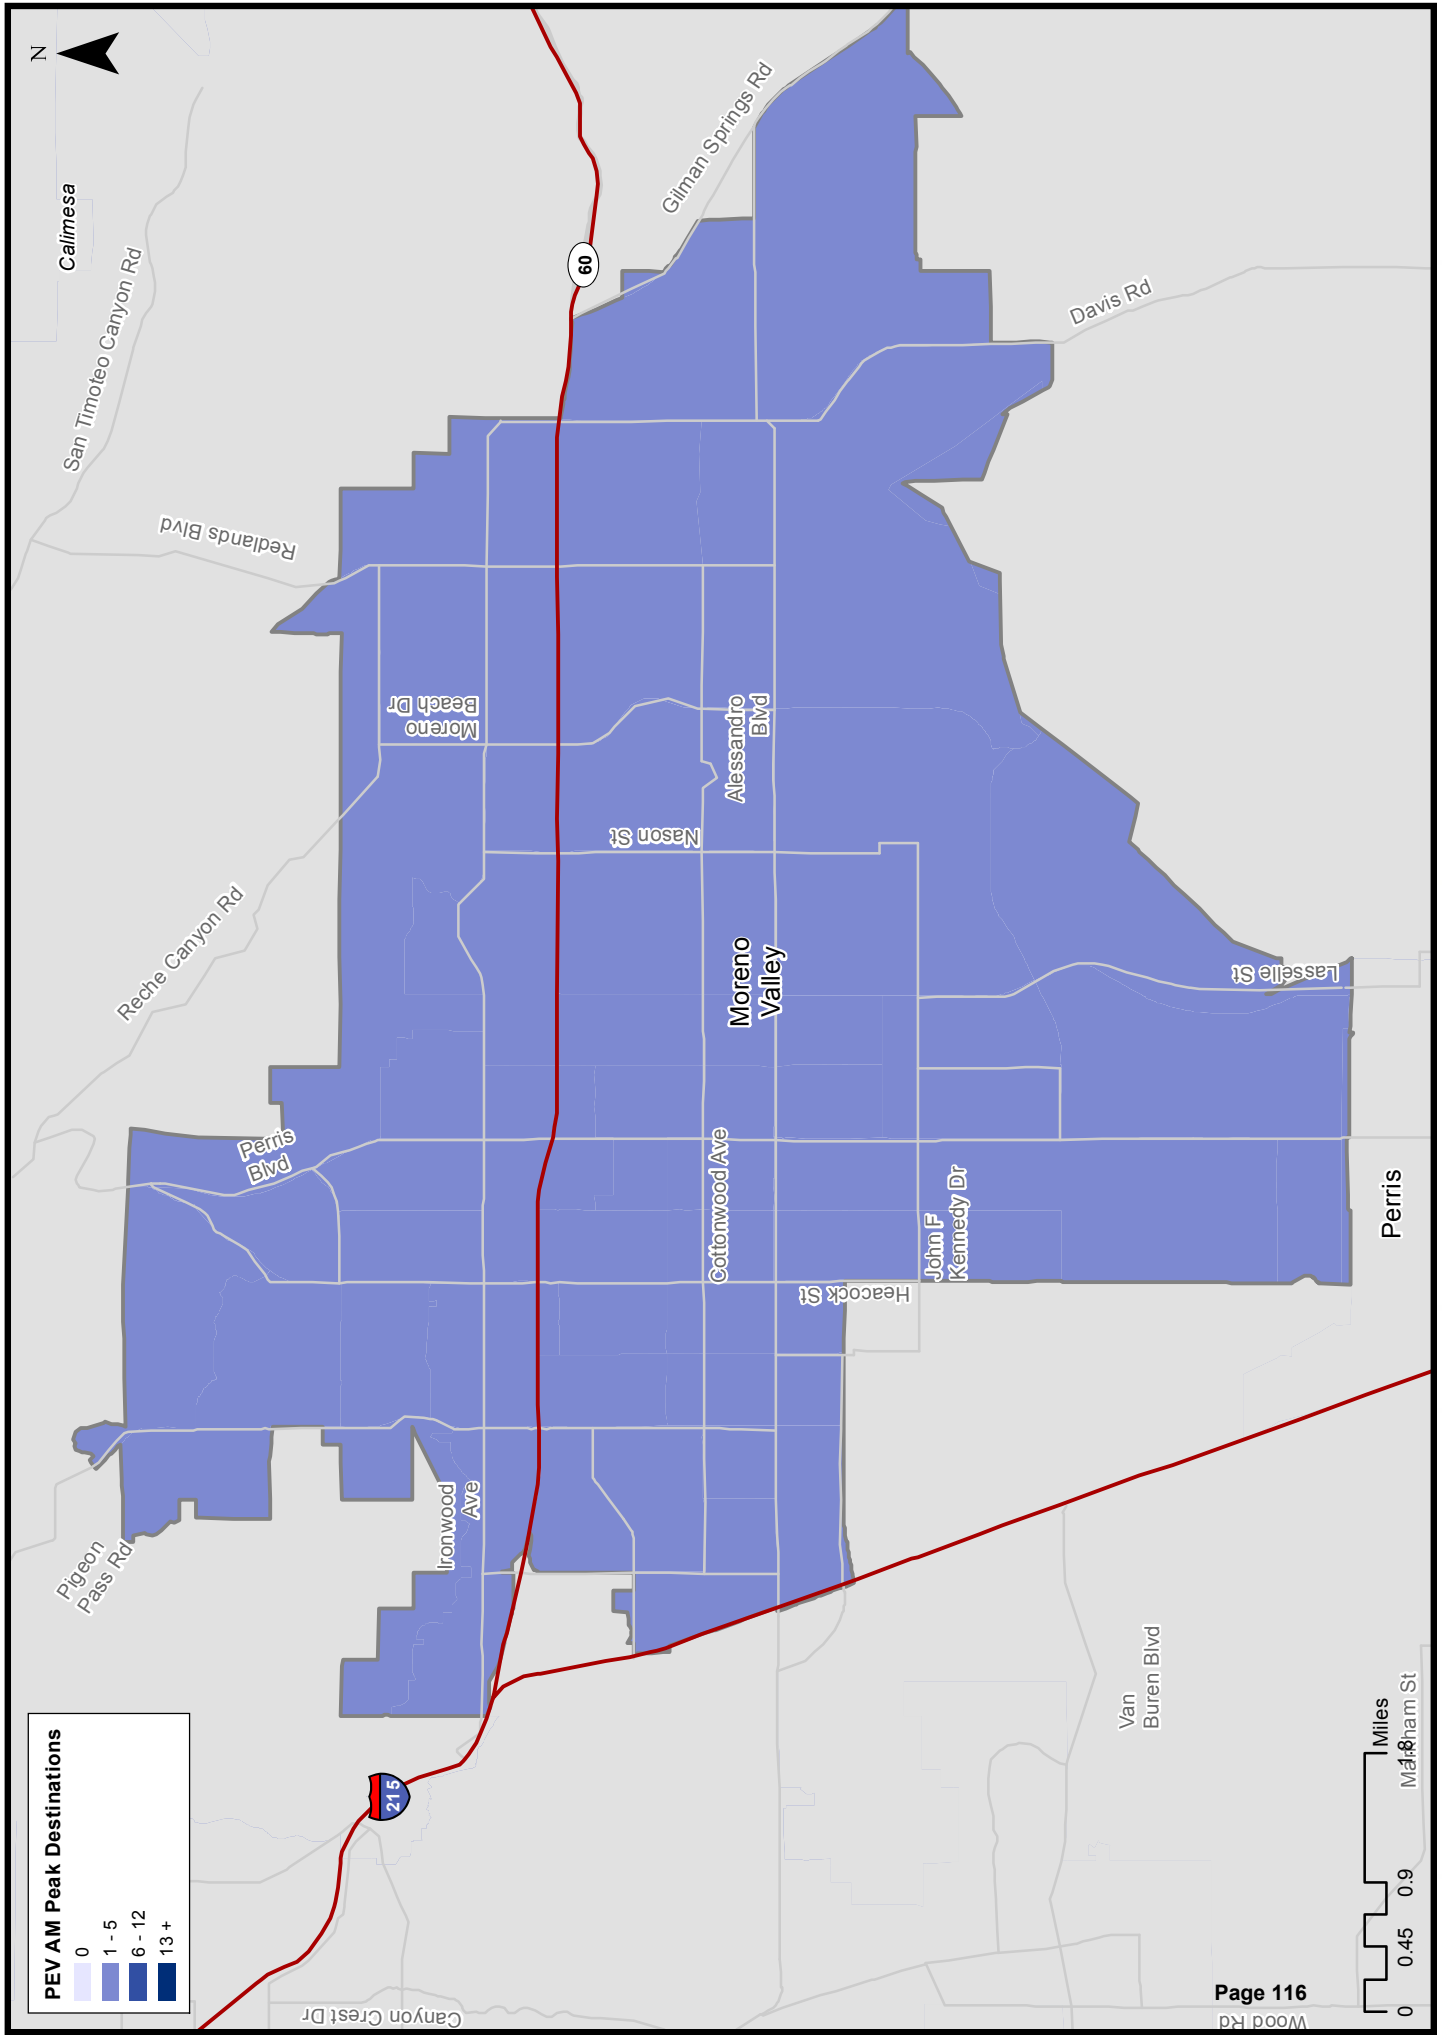 PEV AM Peak Destinations
0
1 - 5
6 - 12
13 +
N
Calimesa
San Timoteo Canyon Rd
Redlands Blvd
Reche Canyon Rd
Gilman Springs Rd
60
Davis Rd
Moreno
Beach Dr
Alessandro
Blvd
Nason St
Moreno
Valley
Lasselle St
Perris
Blvd
Cottonwood Ave
John F
Kennedy Dr
Heacock St
Perris
Pigeon
Pass Rd
Ironwood
Ave
215
Van
Buren Blvd
Markham St
Canyon Crest Dr
Wood Rd
Miles
0
0.45
0.9
1.8
Page 116